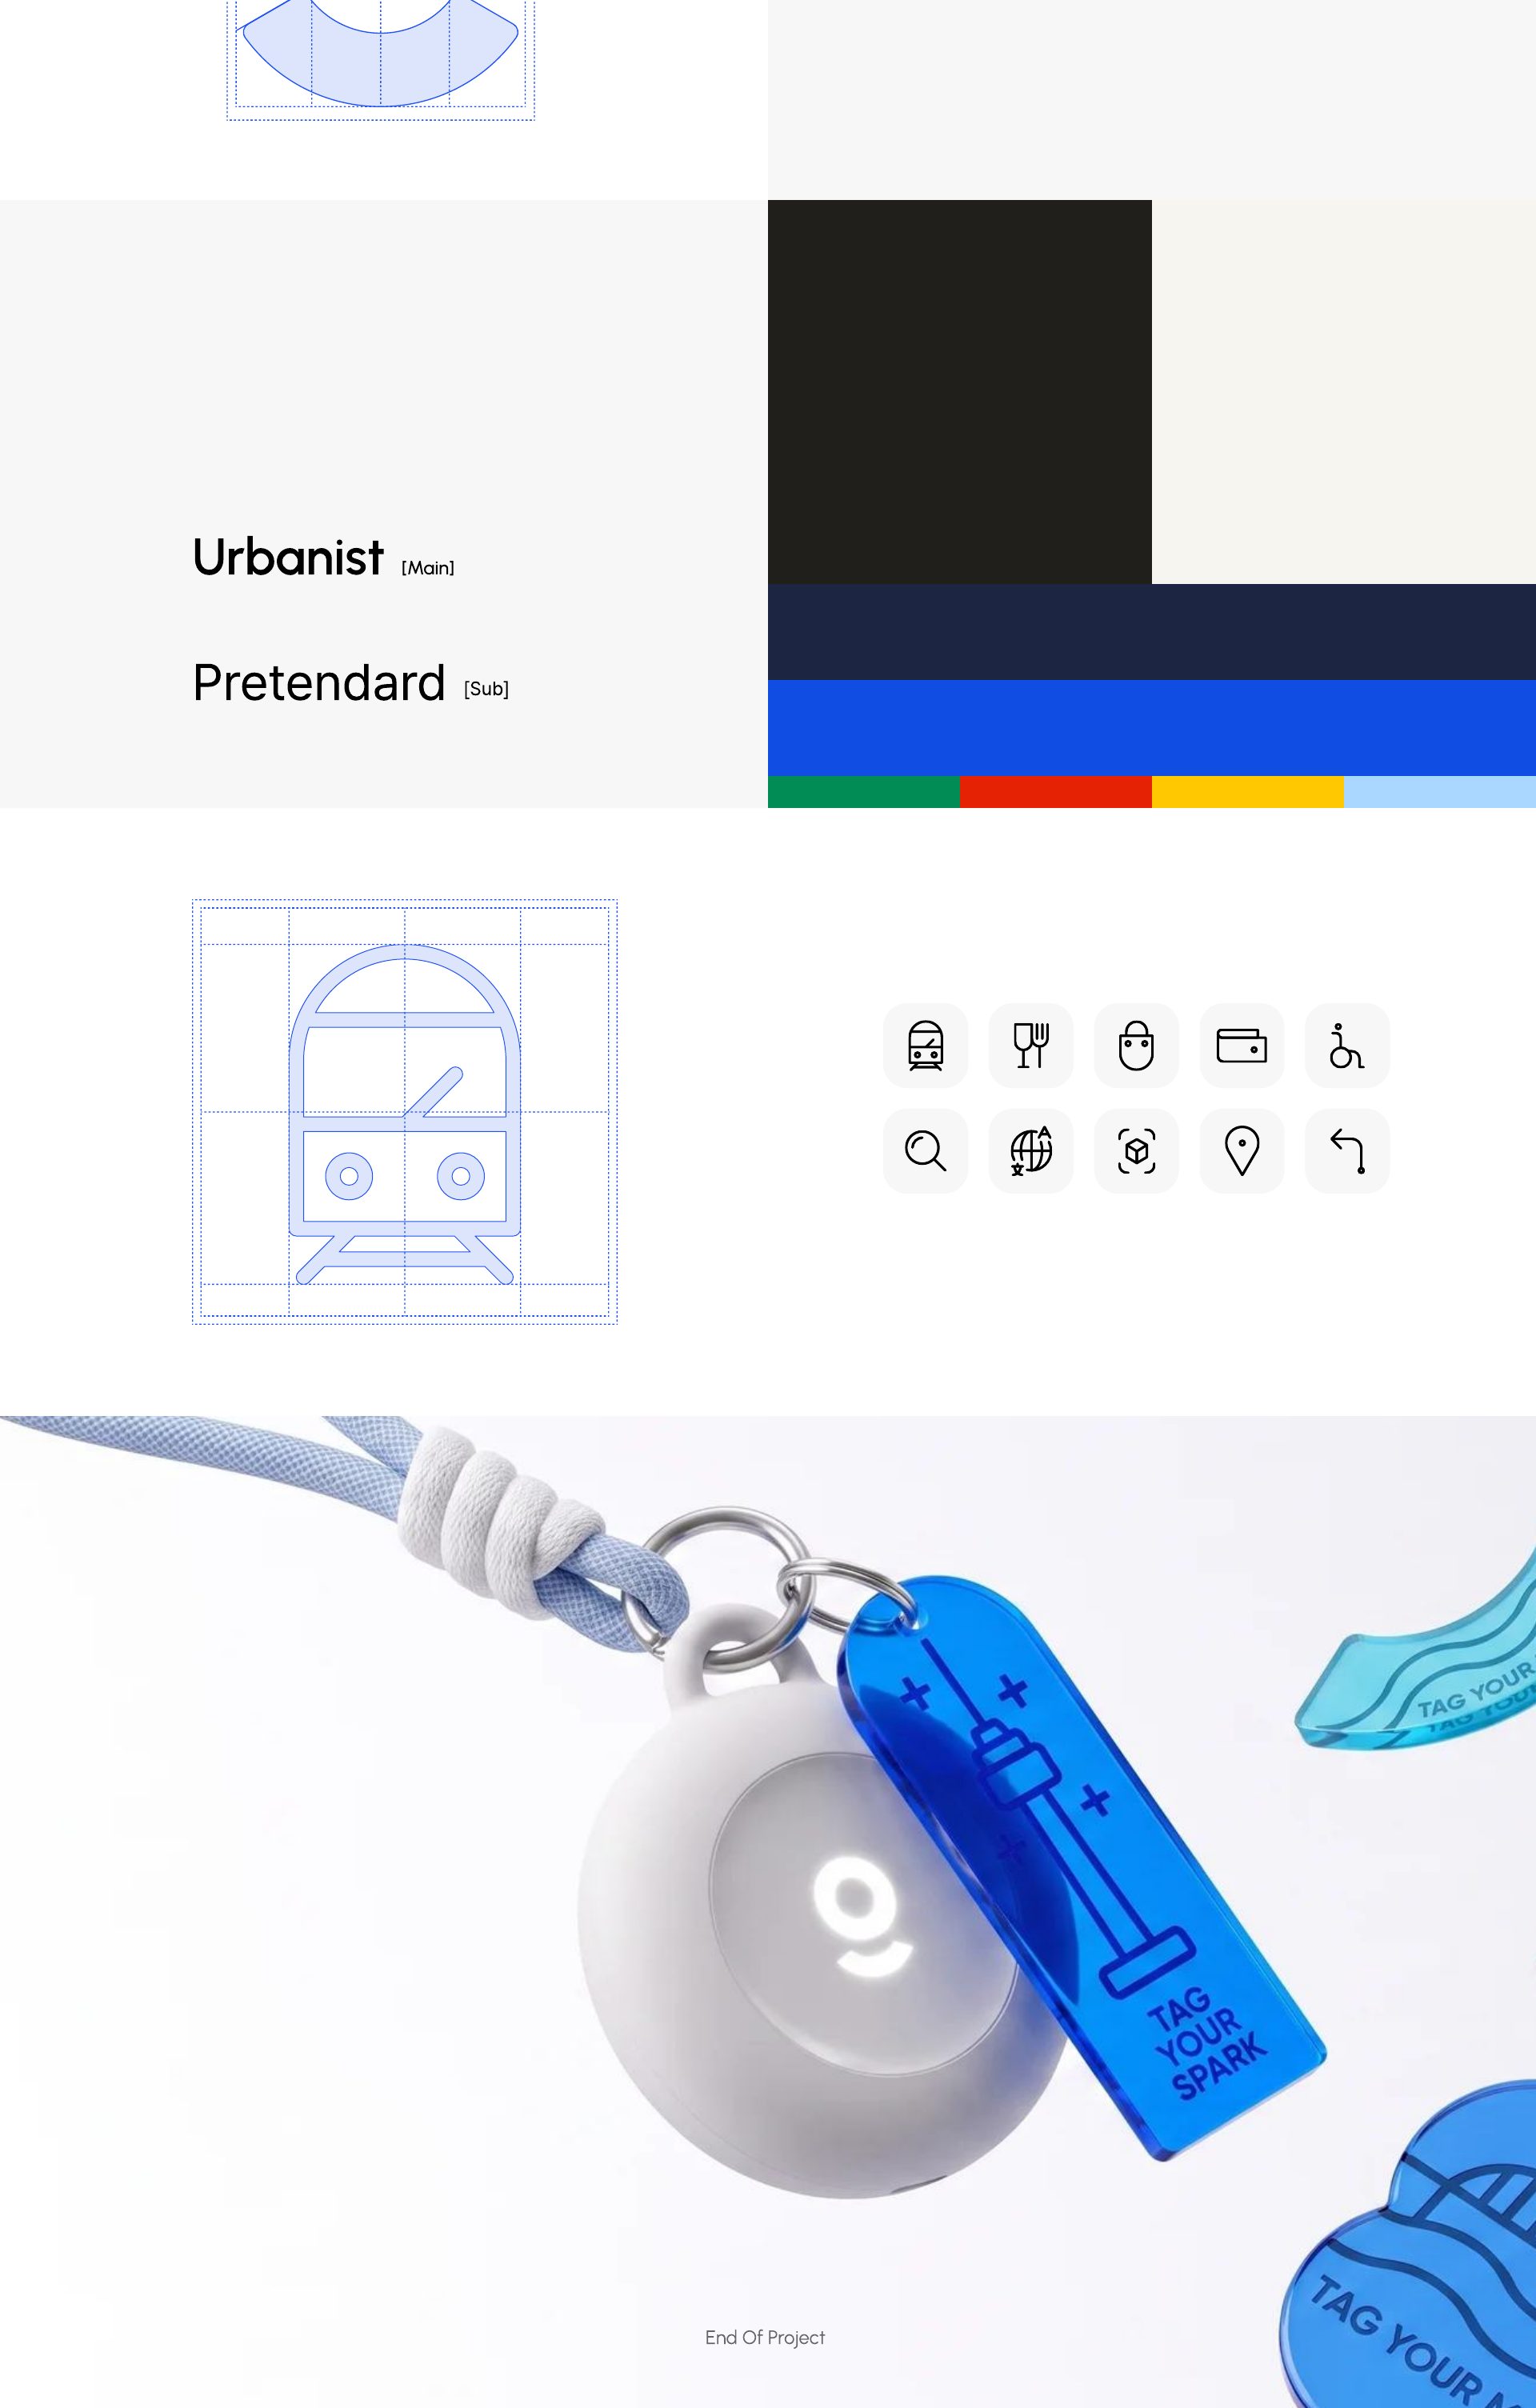 Urbanist [Main]
Pretendard [Sub]
TAG YOUR
TAG
YOUR
SPARK
TAG YOUR
End Of Project